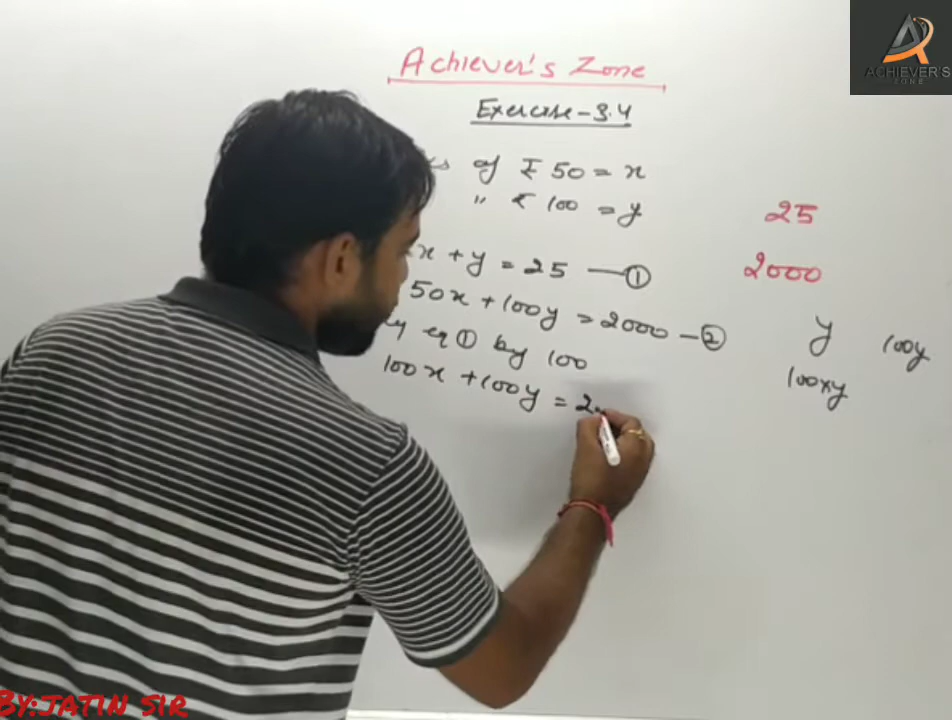 ACHIEVER'S
ZONE
Achiever's Zone
Exercise-3.4
of ₹ 50 = x
" ₹ 100 = y
x + y = 25 — ①
50x + 100y = 2000 - ②
eq ① by 100
100x + 100y = 2
25
2000
y 100y
100xy
BY:JATIN SIR